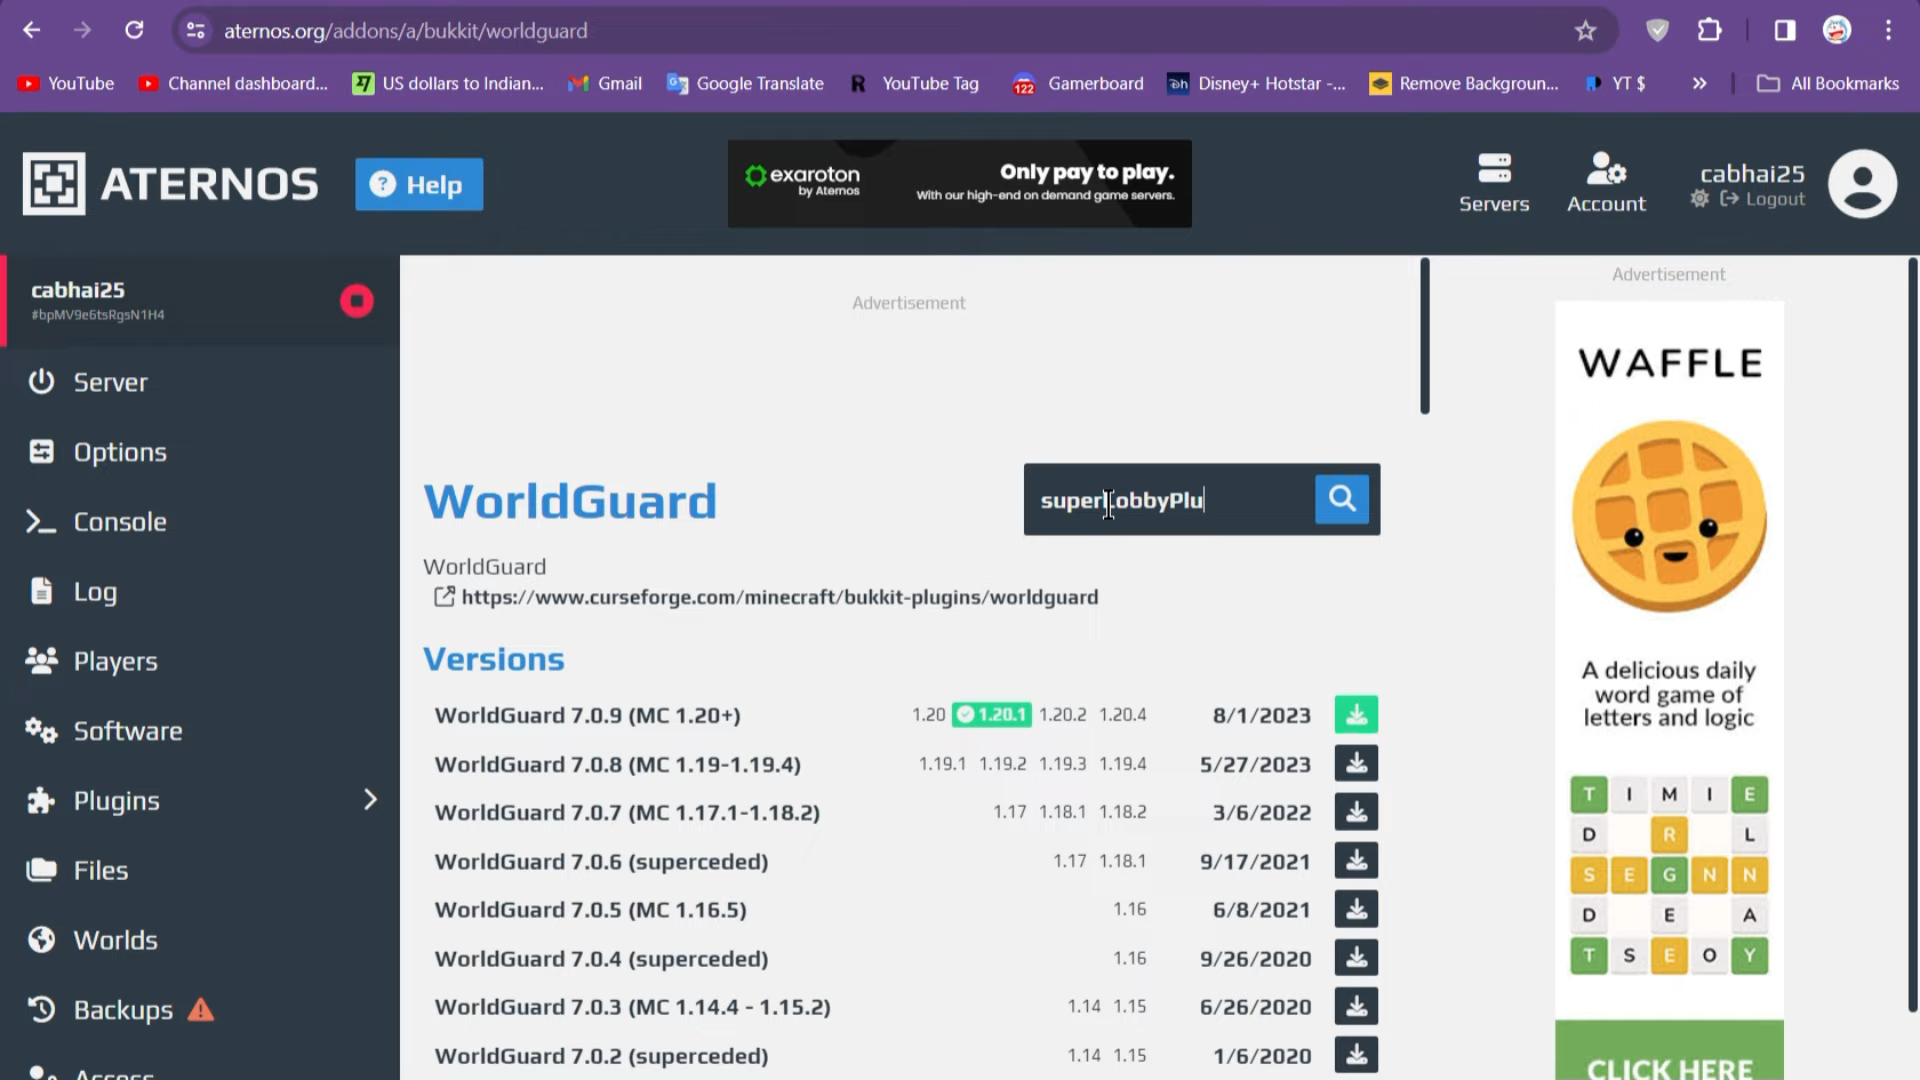 aternos.org/addons/a/bukkit/worldguard
YouTube
Channel dashboard...
US dollars to Indian...
Gmail
Google Translate
R
YouTube Tag
122
Gamerboard
Dh
Disney+ Hotstar -...
Remove Backgroun...
YT $
»
All Bookmarks
ATERNOS
? Help
exaroton
by Aternos
Only pay to play.
With our high-end on demand game servers.
Servers
Account
cabhai25
Logout
cabhai25
#bpMV9e6tsRgsN1H4
Server
Options
Console
Log
Players
Software
Plugins
Files
Worlds
Backups
Access
Advertisement
WorldGuard
superLobbyPlu
WorldGuard
https://www.curseforge.com/minecraft/bukkit-plugins/worldguard
Versions
WorldGuard 7.0.9 (MC 1.20+) 1.20 1.20.1 1.20.2 1.20.4 8/1/2023
WorldGuard 7.0.8 (MC 1.19-1.19.4) 1.19.1 1.19.2 1.19.3 1.19.4 5/27/2023
WorldGuard 7.0.7 (MC 1.17.1-1.18.2) 1.17 1.18.1 1.18.2 3/6/2022
WorldGuard 7.0.6 (superceded) 1.17 1.18.1 9/17/2021
WorldGuard 7.0.5 (MC 1.16.5) 1.16 6/8/2021
WorldGuard 7.0.4 (superceded) 1.16 9/26/2020
WorldGuard 7.0.3 (MC 1.14.4 - 1.15.2) 1.14 1.15 6/26/2020
WorldGuard 7.0.2 (superceded) 1.14 1.15 1/6/2020
Advertisement
WAFFLE
A delicious daily
word game of
letters and logic
T I M I E
D R L
S E G N N
D E A
T S E O Y
CLICK HERE